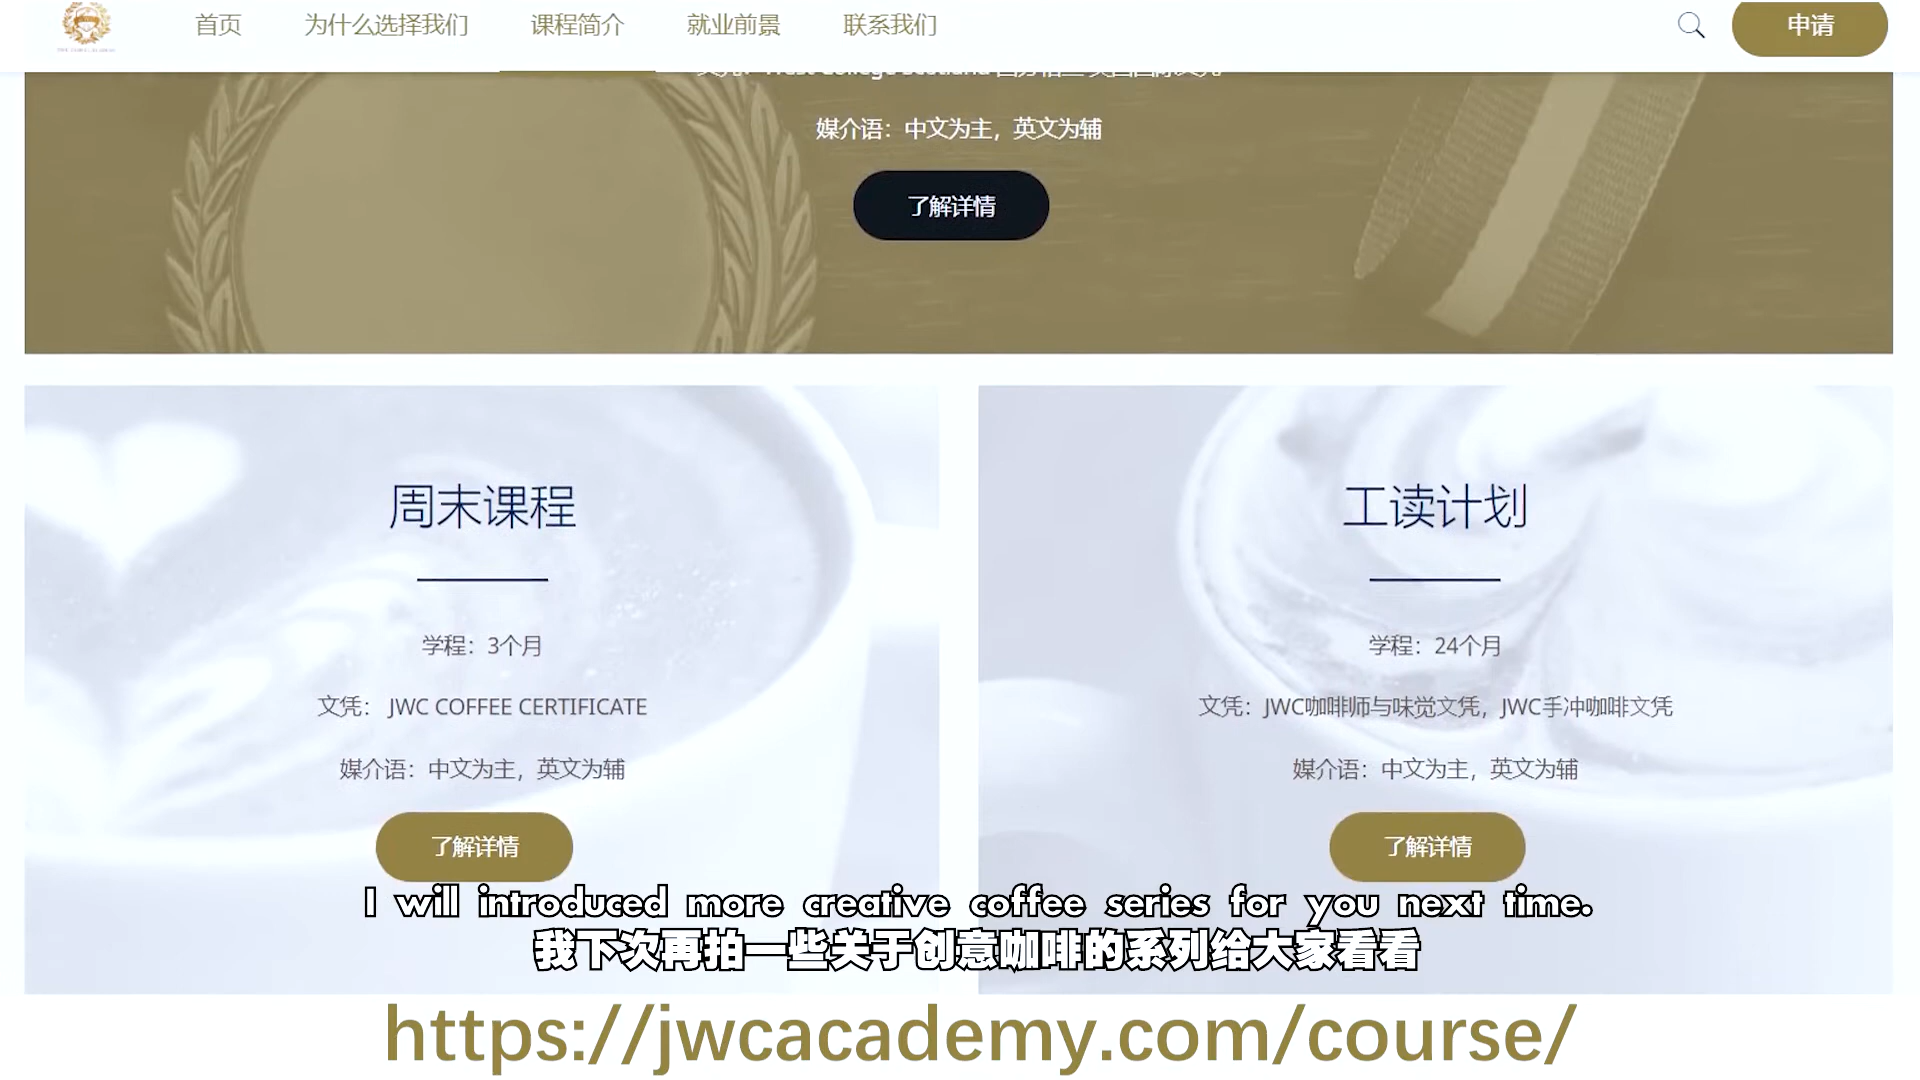 首页 为什么选择我们 课程简介 就业前景 联系我们 申请
媒介语：中文为主，英文为辅
了解详情
周末课程
学程：3个月
文凭： JWC COFFEE CERTIFICATE
媒介语：中文为主，英文为辅
了解详情
工读计划
学程：24个月
文凭：JWC咖啡师与味觉文凭，JWC手冲咖啡文凭
媒介语：中文为主，英文为辅
了解详情
I will introduced more creative coffee series for you next time.
我下次再拍一些关于创意咖啡的系列给大家看看
https://jwcacademy.com/course/